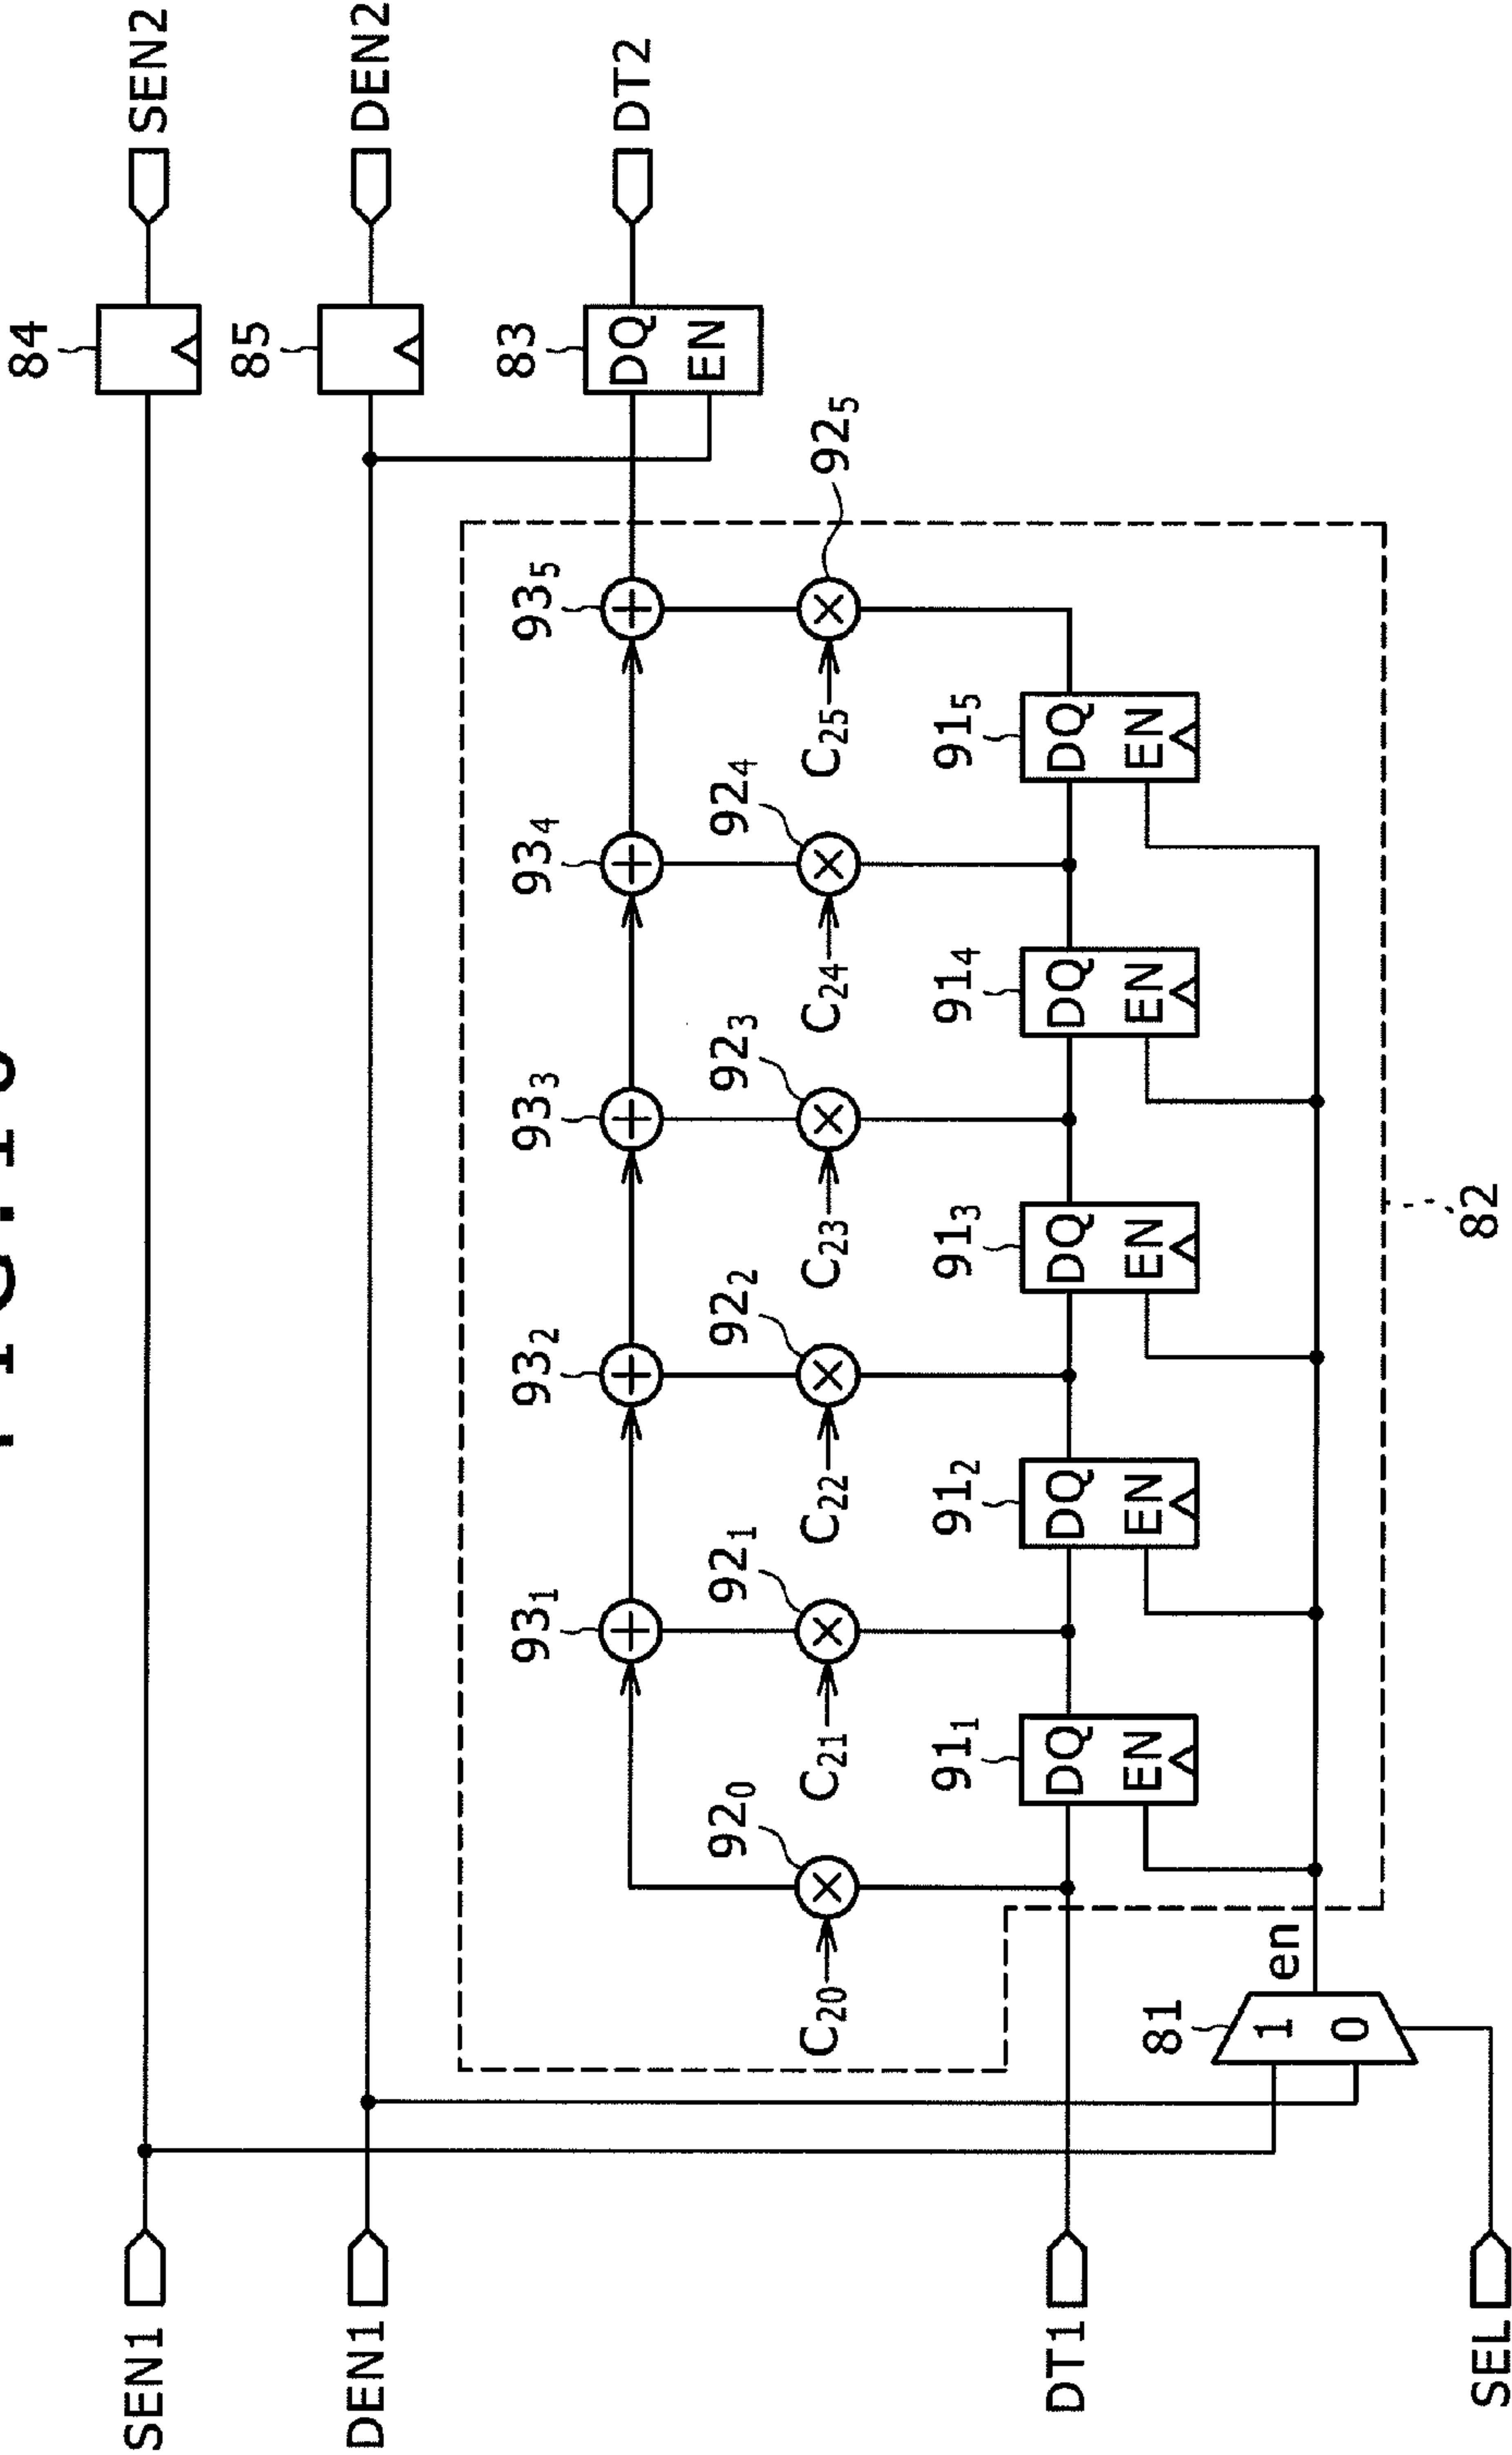 84
SEN1
SEN2
85
DEN1
DEN2
93₁
93₂
93₃
93₄
93₅
83
DQ
EN
DT2
92₀
92₁
92₂
92₃
92₄
92₅
C₂₀
C₂₁
C₂₂
C₂₃
C₂₄
C₂₅
91₁
91₂
91₃
91₄
91₅
DT1
DQ
DQ
DQ
DQ
DQ
EN
EN
EN
EN
EN
81
1
0
en
SEL
82